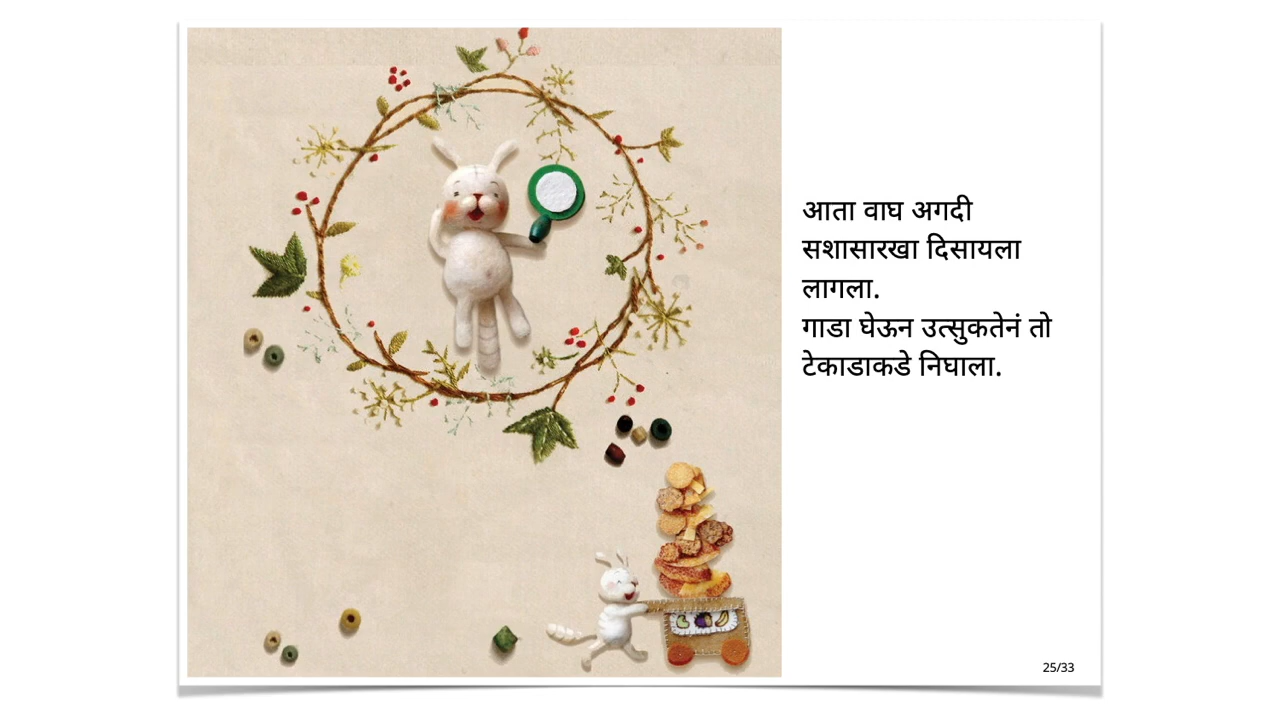 आता वाघ अगदी
सशासारखा दिसायला
लागला.
गाडा घेऊन उत्सुकतेनं तो
टेकाडाकडे निघाला.
25/33